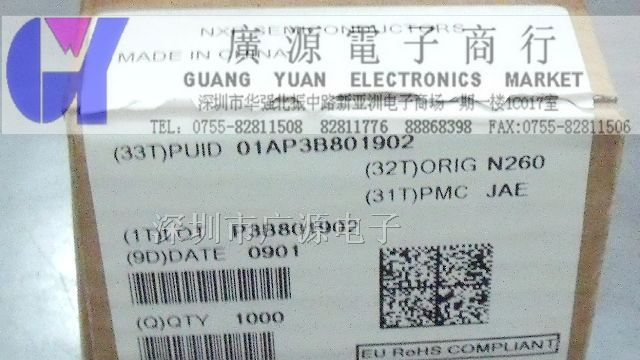 NXP SEMICONDUCTORS
MADE IN CHINA
廣源電子商行
GUANG YUAN ELECTRONICS MARKET
深圳市华强北振中路新亚洲电子商场一期一楼1C017室
TEL: 0755-82811508 82811776 88868398 FAX:0755-82811506
(33T)PUID 01AP3B801902
(32T)ORIG N260
(31T)PMC JAE
深圳市广源电子
(1T)LOT P3B801902
(9D)DATE 0901
(Q)QTY 1000
EU RoHS COMPLIANT